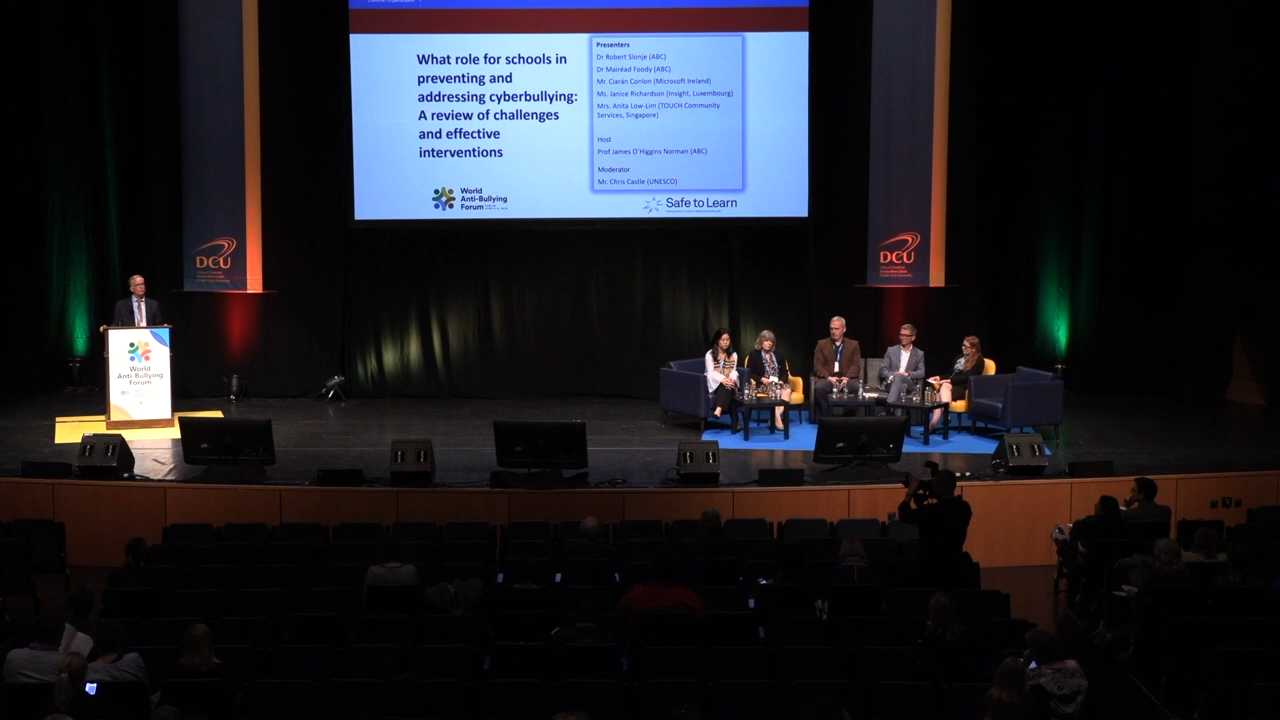 What role for schools in
preventing and
addressing cyberbullying:
A review of challenges
and effective
interventions
Presenters
Dr Robert Slonje (ABC)
Dr Mairéad Foody (ABC)
Mr. Ciarán Conlon (Microsoft Ireland)
Ms. Janice Richardson (Insight, Luxembourg)
Mrs. Anita Low-Lim (TOUCH Community
Services, Singapore)
Host
Prof James O'Higgins Norman (ABC)
Moderator
Mr. Chris Castle (UNESCO)
World
Anti-Bullying
Forum
Safe to Learn
DCU
DCU
World
Anti-Bullying
Forum